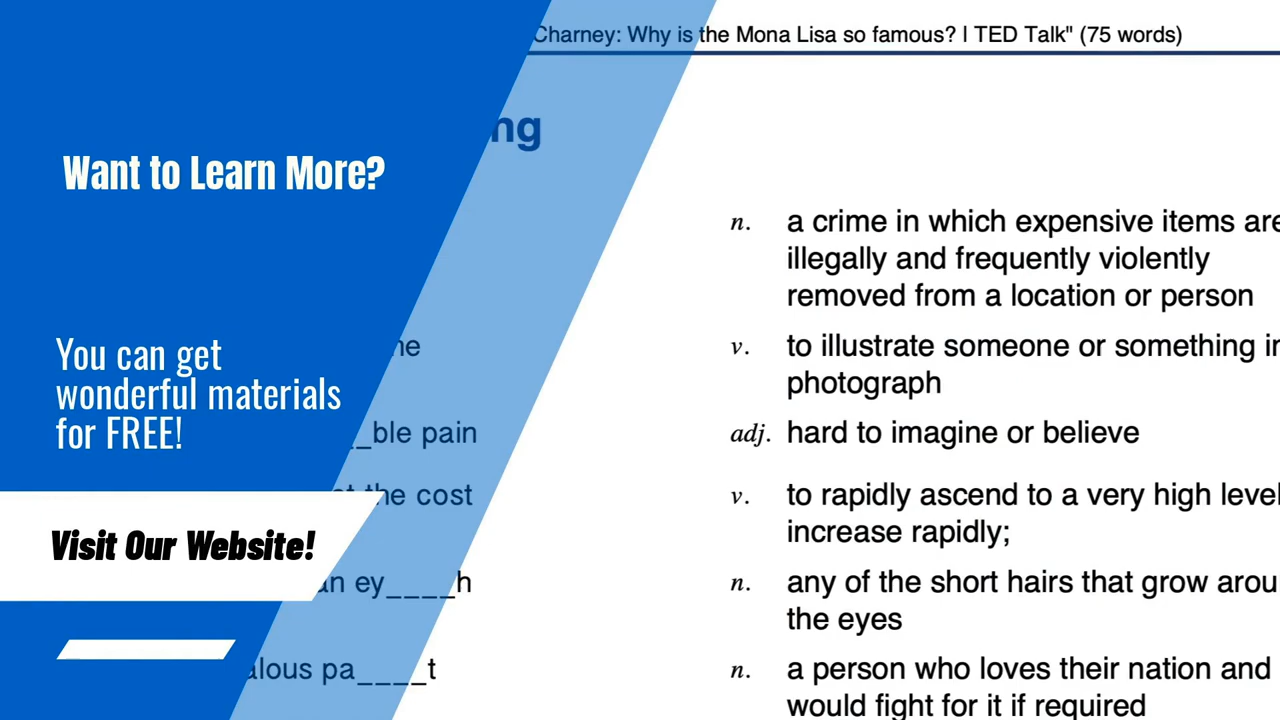 Charney: Why is the Mona Lisa so famous? | TED Talk" (75 words)
ng
Want to Learn More?
You can get
wonderful materials
for FREE!
Visit Our Website!
ne
_ble pain
at the cost
an ey____h
alous pa____t
n. a crime in which expensive items are
illegally and frequently violently
removed from a location or person
v. to illustrate someone or something in
photograph
adj. hard to imagine or believe
v. to rapidly ascend to a very high level
increase rapidly;
n. any of the short hairs that grow arou
the eyes
n. a person who loves their nation and
would fight for it if required